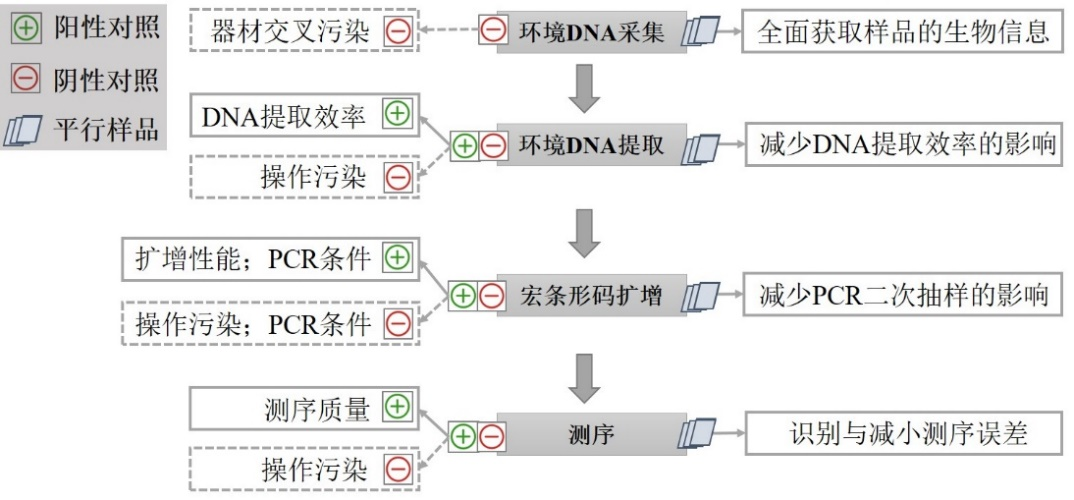 阳性对照
阴性对照
平行样品
器材交叉污染
环境DNA采集
全面获取样品的生物信息
DNA提取效率
操作污染
环境DNA提取
减少DNA提取效率的影响
扩增性能；PCR条件
操作污染；PCR条件
宏条形码扩增
减少PCR二次抽样的影响
测序质量
操作污染
测序
识别与减小测序误差